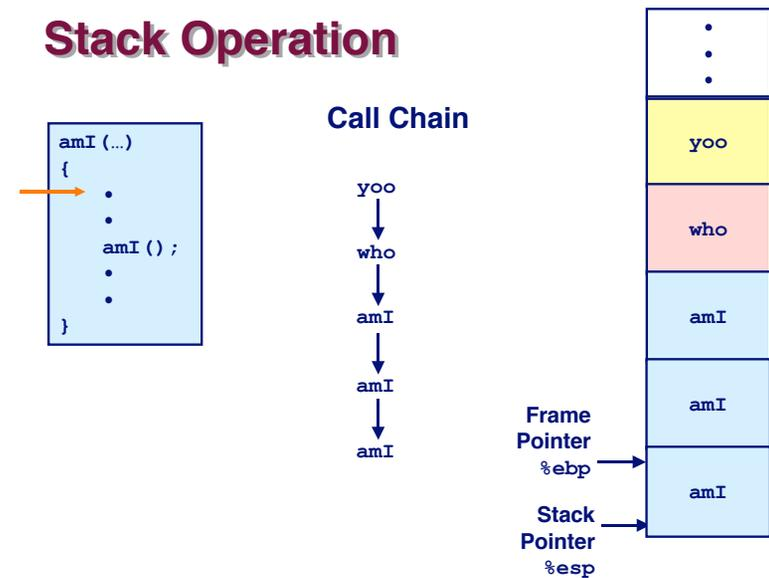 Stack Operation
amI(…)
{
•
•
amI();
•
•
}
Call Chain
yoo
who
amI
amI
amI
Frame
Pointer
%ebp
Stack
Pointer
%esp
•
•
•
yoo
who
amI
amI
amI